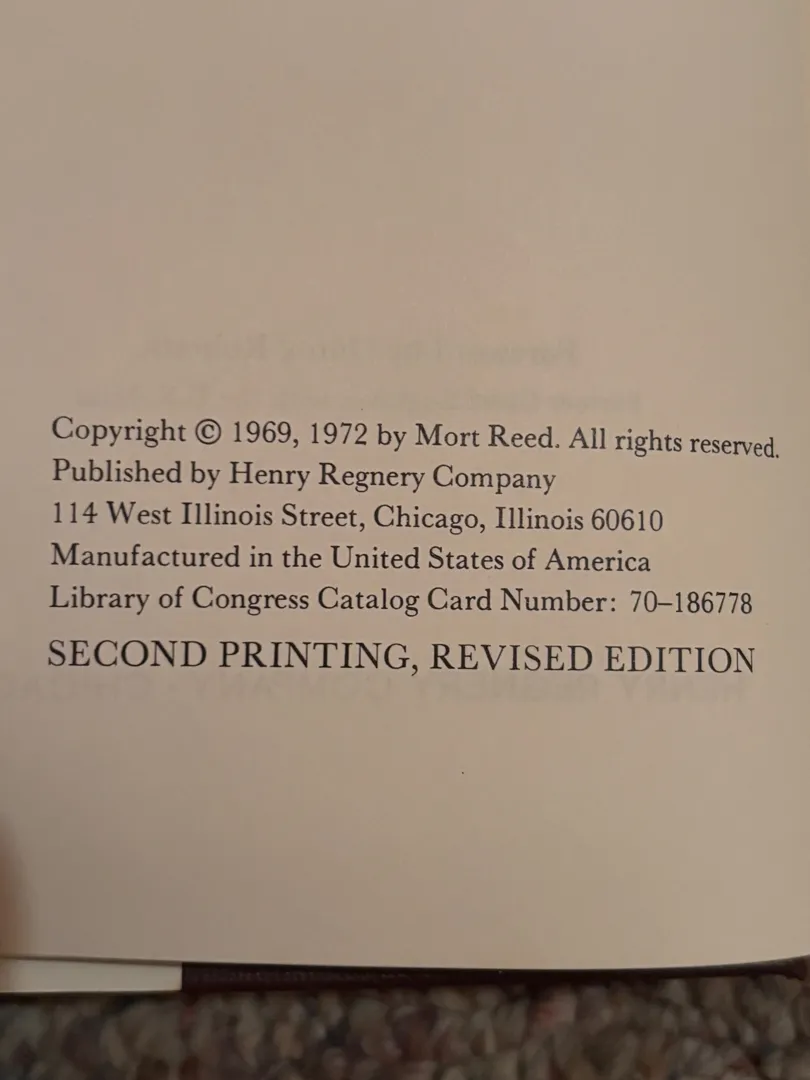 Copyright © 1969, 1972 by Mort Reed. All rights reserved.
Published by Henry Regnery Company
114 West Illinois Street, Chicago, Illinois 60610
Manufactured in the United States of America
Library of Congress Catalog Card Number: 70–186778
SECOND PRINTING, REVISED EDITION